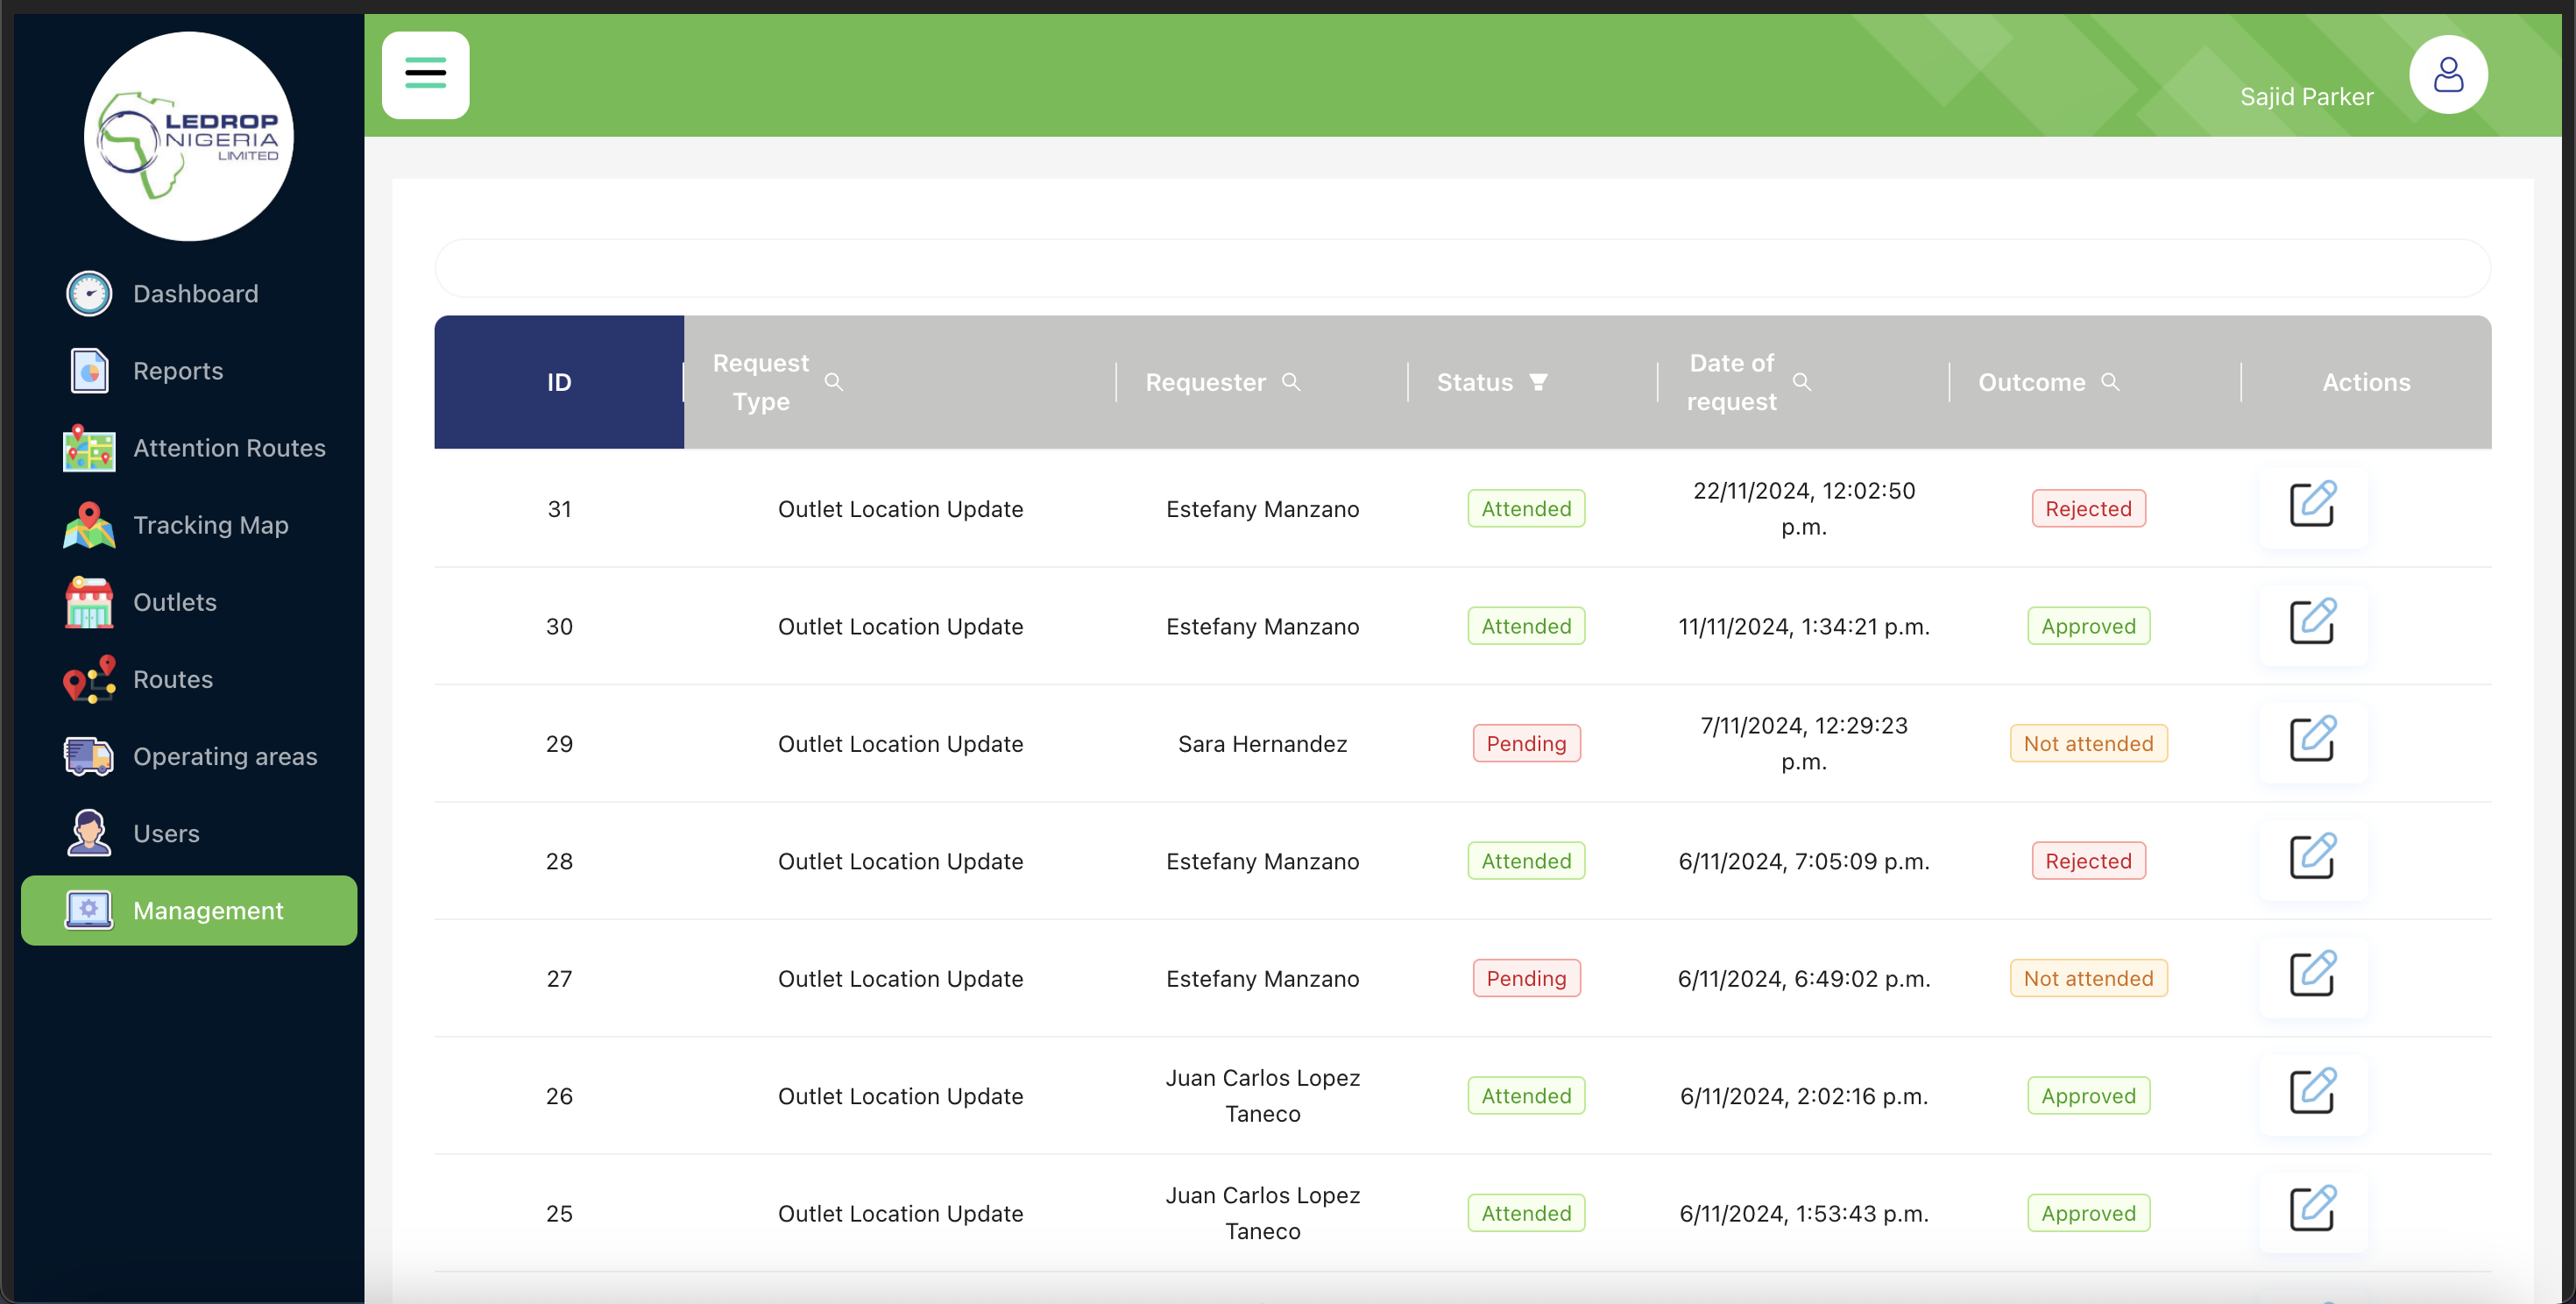 LEDROP
NIGERIA
LIMITED
Sajid Parker
Dashboard
Reports
Attention Routes
Tracking Map
Outlets
Routes
Operating areas
Users
Management
ID
Request
Type
Requester
Status
Date of
request
Outcome
Actions
31
Outlet Location Update
Estefany Manzano
Attended
22/11/2024, 12:02:50
p.m.
Rejected
30
Outlet Location Update
Estefany Manzano
Attended
11/11/2024, 1:34:21 p.m.
Approved
29
Outlet Location Update
Sara Hernandez
Pending
7/11/2024, 12:29:23
p.m.
Not attended
28
Outlet Location Update
Estefany Manzano
Attended
6/11/2024, 7:05:09 p.m.
Rejected
27
Outlet Location Update
Estefany Manzano
Pending
6/11/2024, 6:49:02 p.m.
Not attended
26
Outlet Location Update
Juan Carlos Lopez
Taneco
Attended
6/11/2024, 2:02:16 p.m.
Approved
25
Outlet Location Update
Juan Carlos Lopez
Taneco
Attended
6/11/2024, 1:53:43 p.m.
Approved